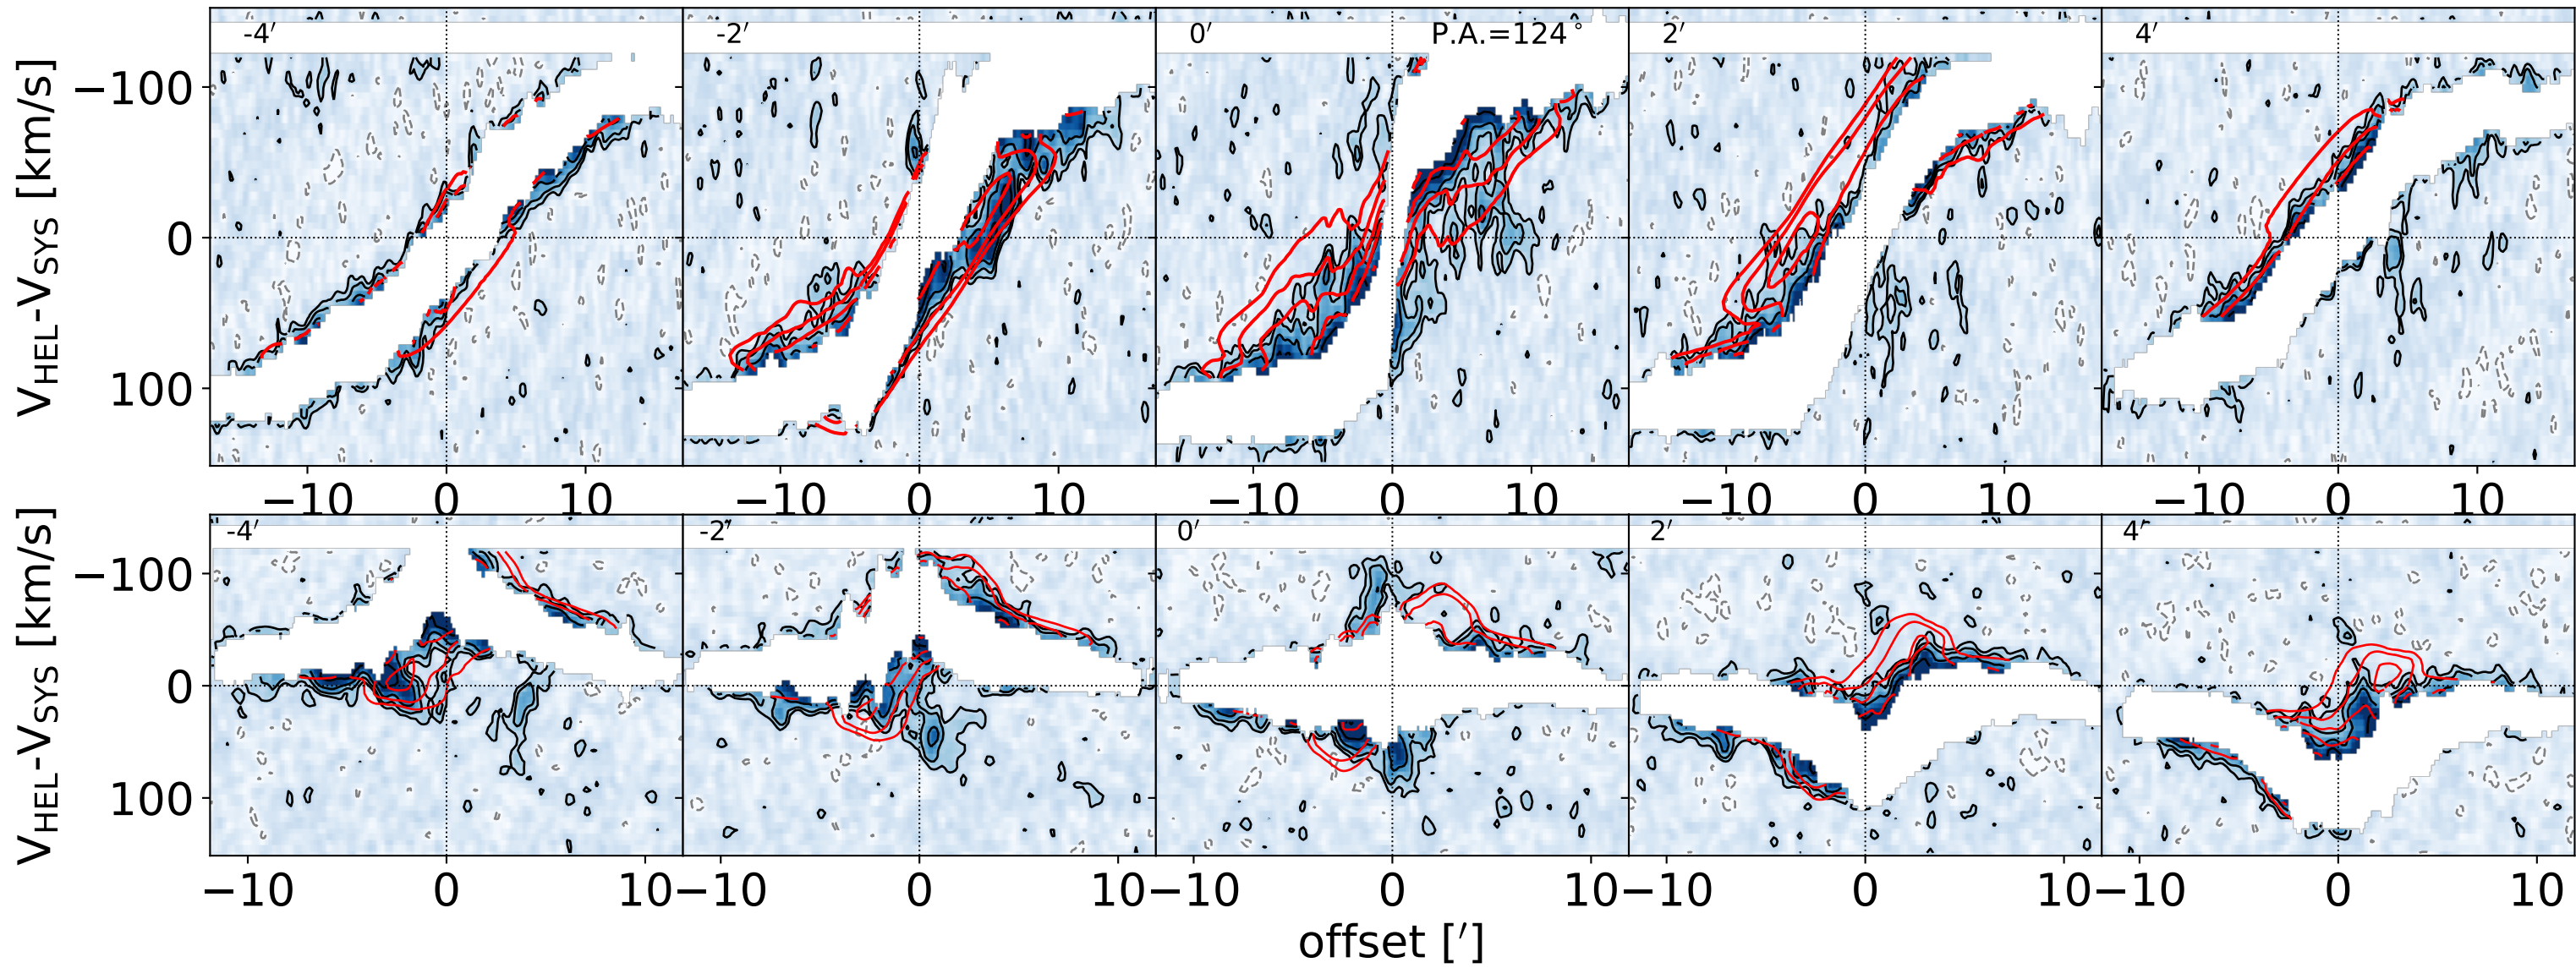 -4′ -2′ 0′ P.A.=124° 2′ 4′
V_HEL-V_SYS [km/s]
−100
0
100
−10 0 10 −10 0 10 −10 0 10 −10 0 10 −10 0 10
-4′ -2′ 0′ 2′ 4′
V_HEL-V_SYS [km/s]
−100
0
100
−10 0 10 −10 0 10 −10 0 10 −10 0 10 −10 0 10
offset [′]